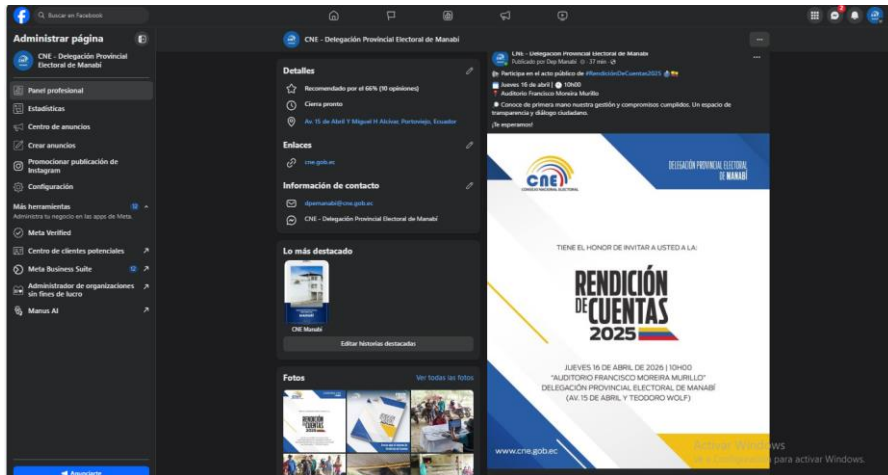 Buscar en Facebook
Administrar página
CNE - Delegación Provincial
Electoral de Manabí
Panel profesional
Estadísticas
Centro de anuncios
Crear anuncios
Promocionar publicación de
Instagram
Configuración
Más herramientas
12
Administra tu negocio en las apps de Meta.
Meta Verified
Centro de clientes potenciales
Meta Business Suite
12
Administrador de organizaciones
sin fines de lucro
Manus AI
Anunciarte
CNE - Delegación Provincial Electoral de Manabí
Detalles
Recomendado por el 66% (10 opiniones)
Cierra pronto
Av. 15 de Abril Y Miguel H Alcívar, Portoviejo, Ecuador
Enlaces
cne.gob.ec
Información de contacto
dpemanabi@cne.gob.ec
CNE - Delegación Provincial Electoral de Manabí
Lo más destacado
CNE Manabí
Editar historias destacadas
Fotos
Ver todas las fotos
CNE - Delegación Provincial Electoral de Manabí
Publicado por Dep Manabi · 37 min ·
Participa en el acto público de #RendiciónDeCuentas2025
Jueves 16 de abril | 10h00
Auditorio Francisco Moreira Murillo
Conoce de primera mano nuestra gestión y compromisos cumplidos. Un espacio de
transparencia y diálogo ciudadano.
¡Te esperamos!
CNE
CONSEJO NACIONAL ELECTORAL
DELEGACIÓN PROVINCIAL ELECTORAL
DE MANABÍ
TIENE EL HONOR DE INVITAR A USTED A LA:
RENDICIÓN
DE CUENTAS
2025
JUEVES 16 DE ABRIL DE 2026 | 10H00
"AUDITORIO FRANCISCO MOREIRA MURILLO"
DELEGACIÓN PROVINCIAL ELECTORAL DE MANABÍ
(AV. 15 DE ABRIL Y TEODORO WOLF)
www.cne.gob.ec
Activar Windows
para activar Windows.